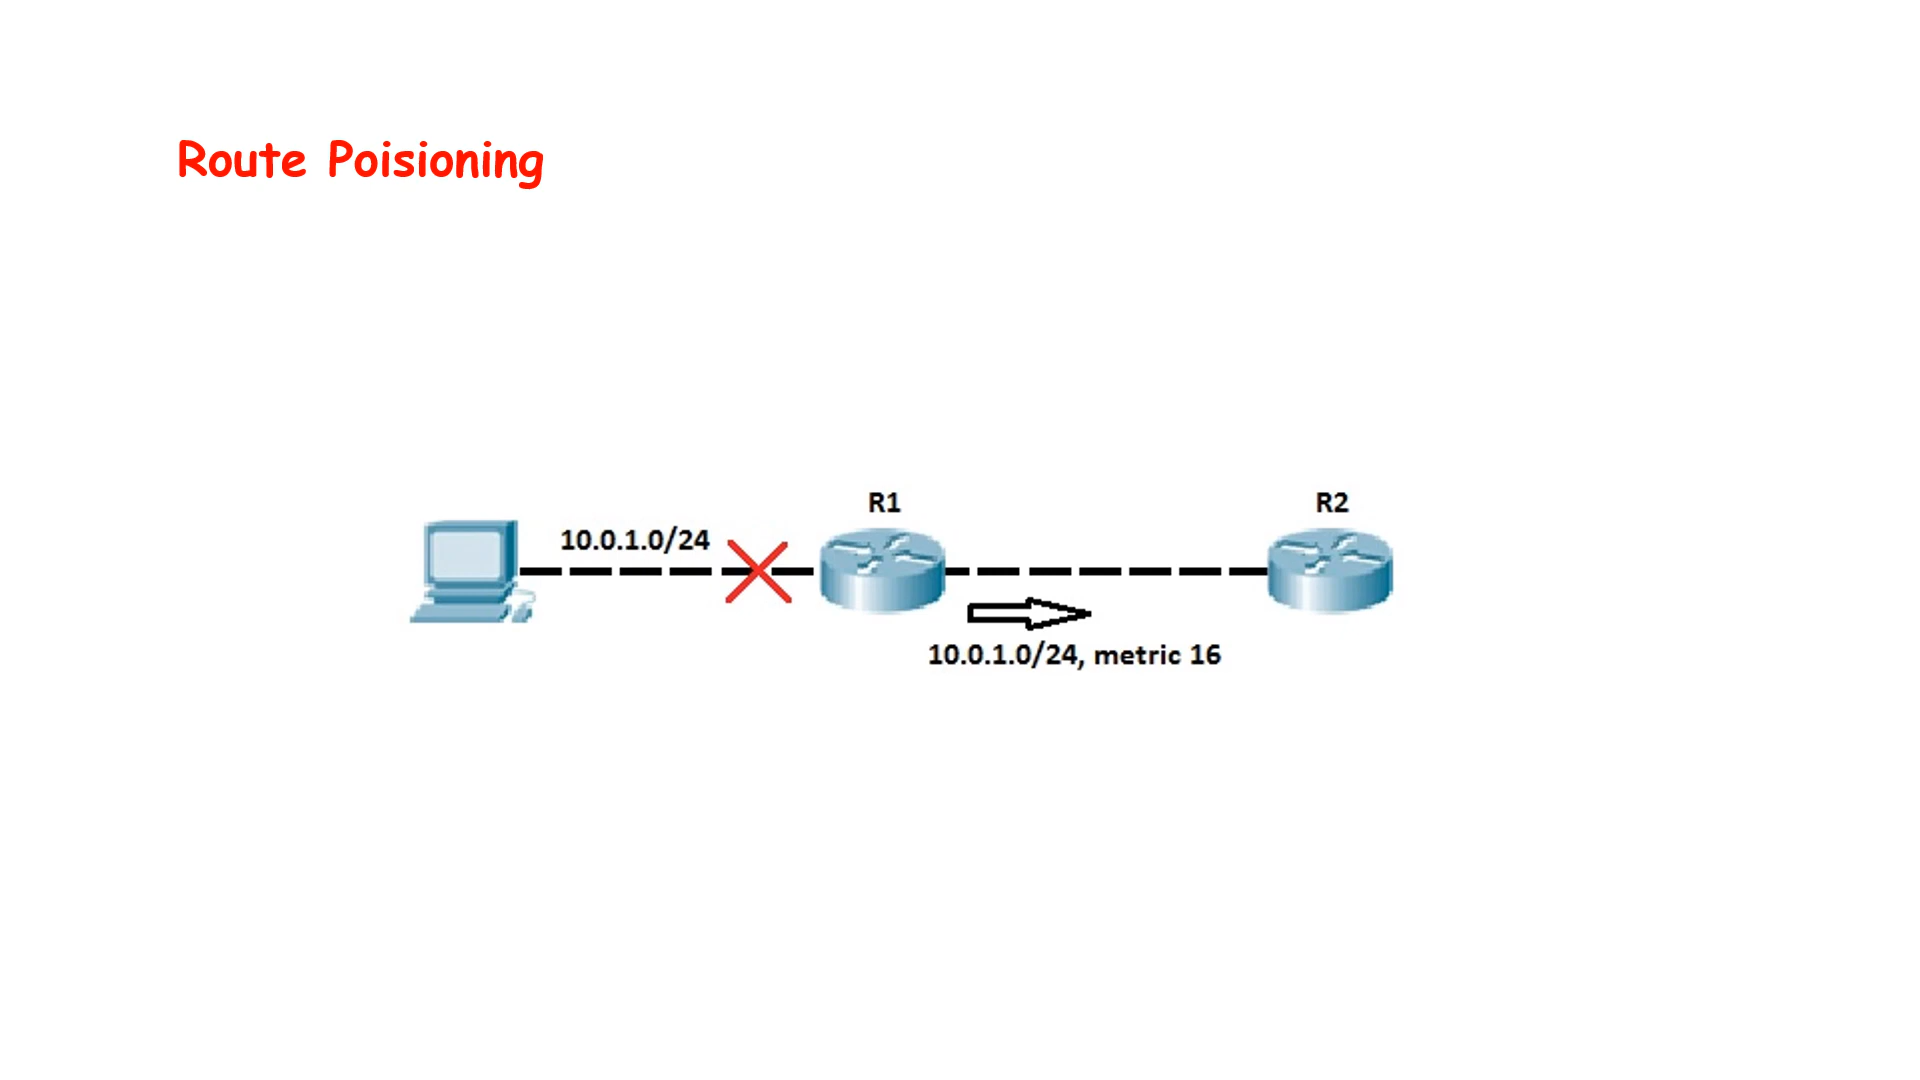 Route Poisioning
R1
R2
10.0.1.0/24
10.0.1.0/24, metric 16